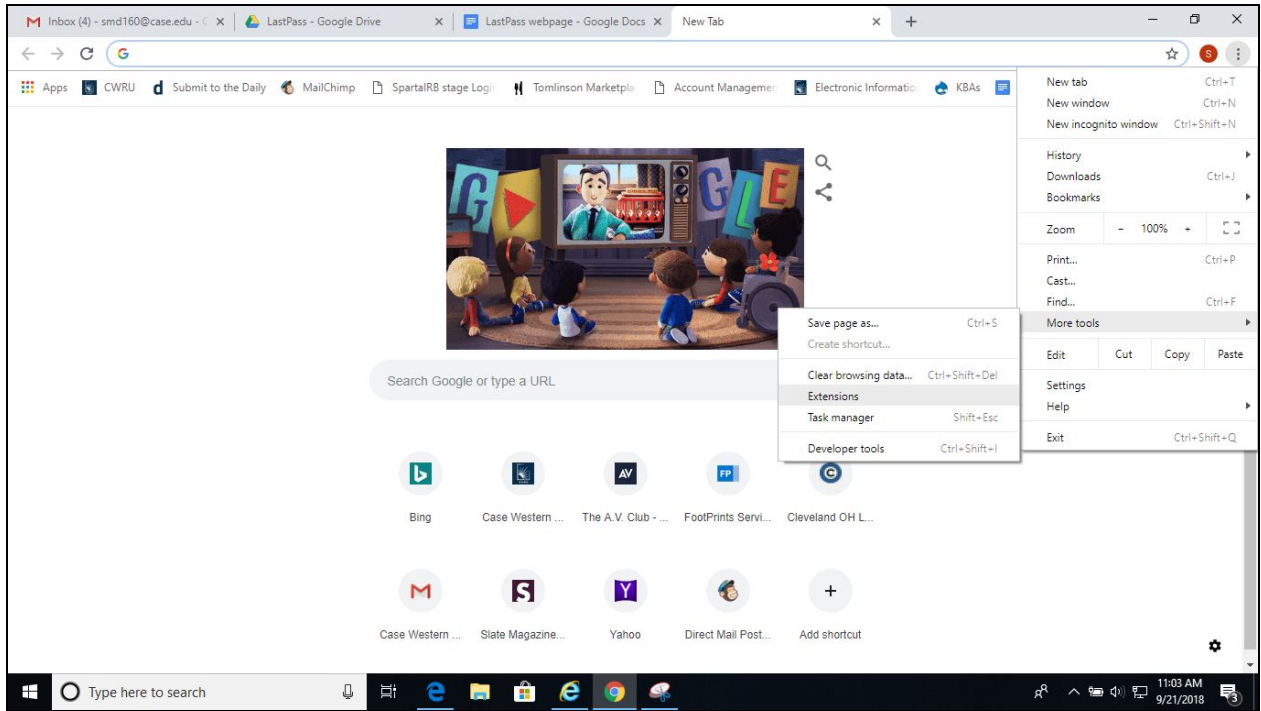 Inbox (4) - smd160@case.edu - C
LastPass - Google Drive
LastPass webpage - Google Docs
New Tab
G
S
Apps
CWRU
d
Submit to the Daily
MailChimp
SpartaIRB stage Logi
Tomlinson Marketpla
Account Managemen
Electronic Informatio
KBAs
New tab Ctrl+T
New window Ctrl+N
New incognito window Ctrl+Shift+N
History
Downloads Ctrl+J
Bookmarks
Zoom - 100% +
Print... Ctrl+P
Cast...
Find... Ctrl+F
More tools
Edit Cut Copy Paste
Settings
Help
Exit Ctrl+Shift+Q
Save page as... Ctrl+S
Create shortcut...
Clear browsing data... Ctrl+Shift+Del
Extensions
Task manager Shift+Esc
Developer tools Ctrl+Shift+I
G G L E
Search Google or type a URL
AV
FP
C
Bing
Case Western ...
The A.V. Club - ...
FootPrints Servi...
Cleveland OH L...
M
S
Y
+
Case Western ...
Slate Magazine...
Yahoo
Direct Mail Post...
Add shortcut
Type here to search
11:03 AM
9/21/2018
3